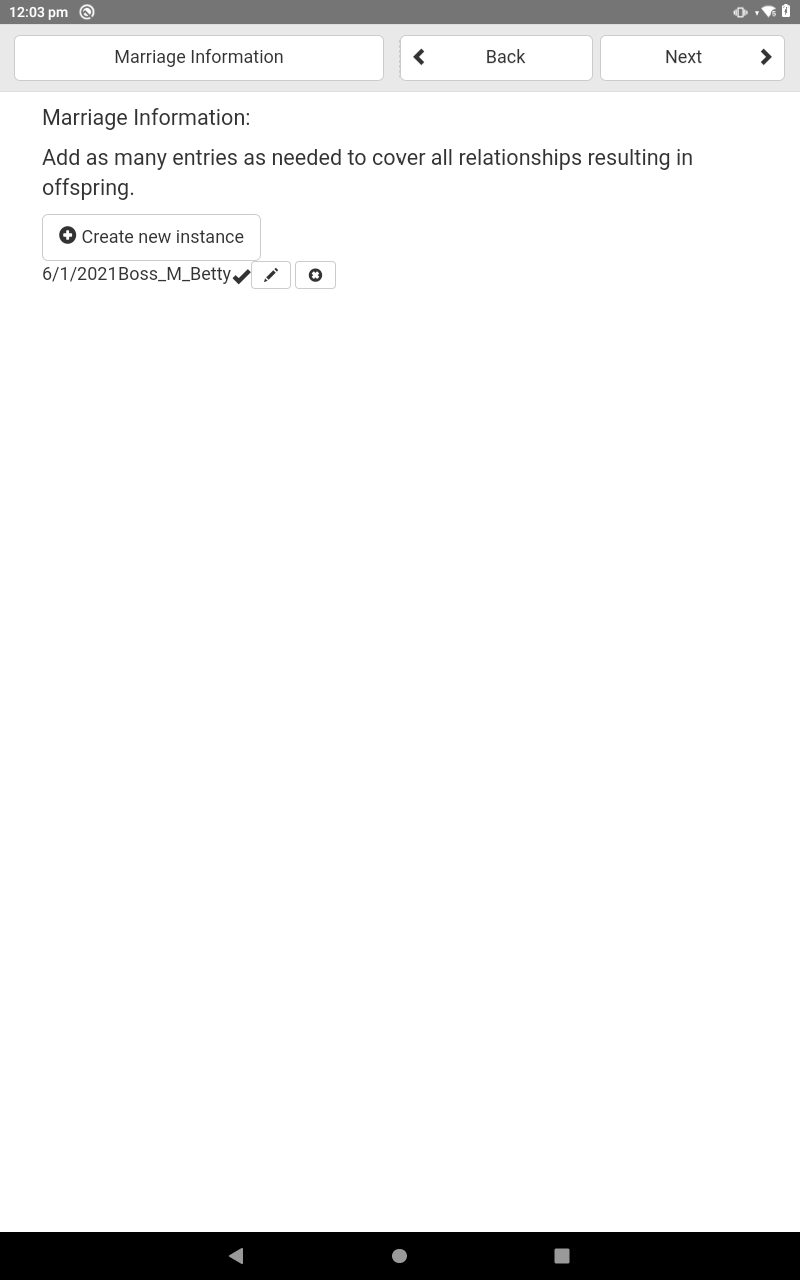 12:03 pm
Marriage Information
Back
Next
Marriage Information:
Add as many entries as needed to cover all relationships resulting in
offspring.
Create new instance
6/1/2021Boss_M_Betty